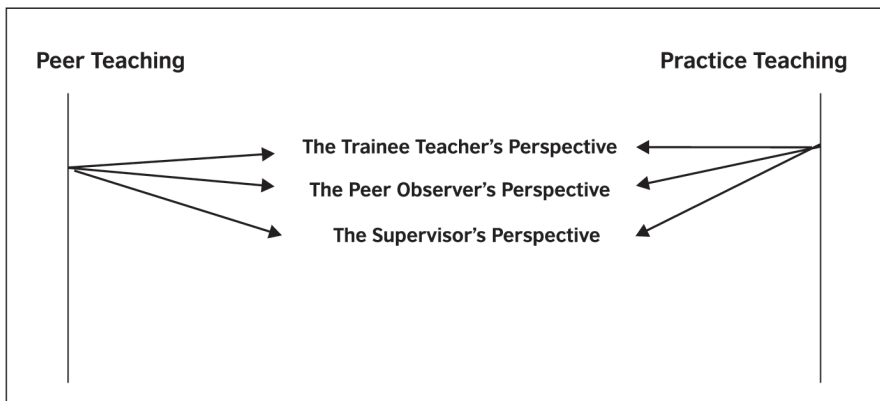 Peer Teaching
Practice Teaching
The Trainee Teacher’s Perspective
The Peer Observer’s Perspective
The Supervisor’s Perspective